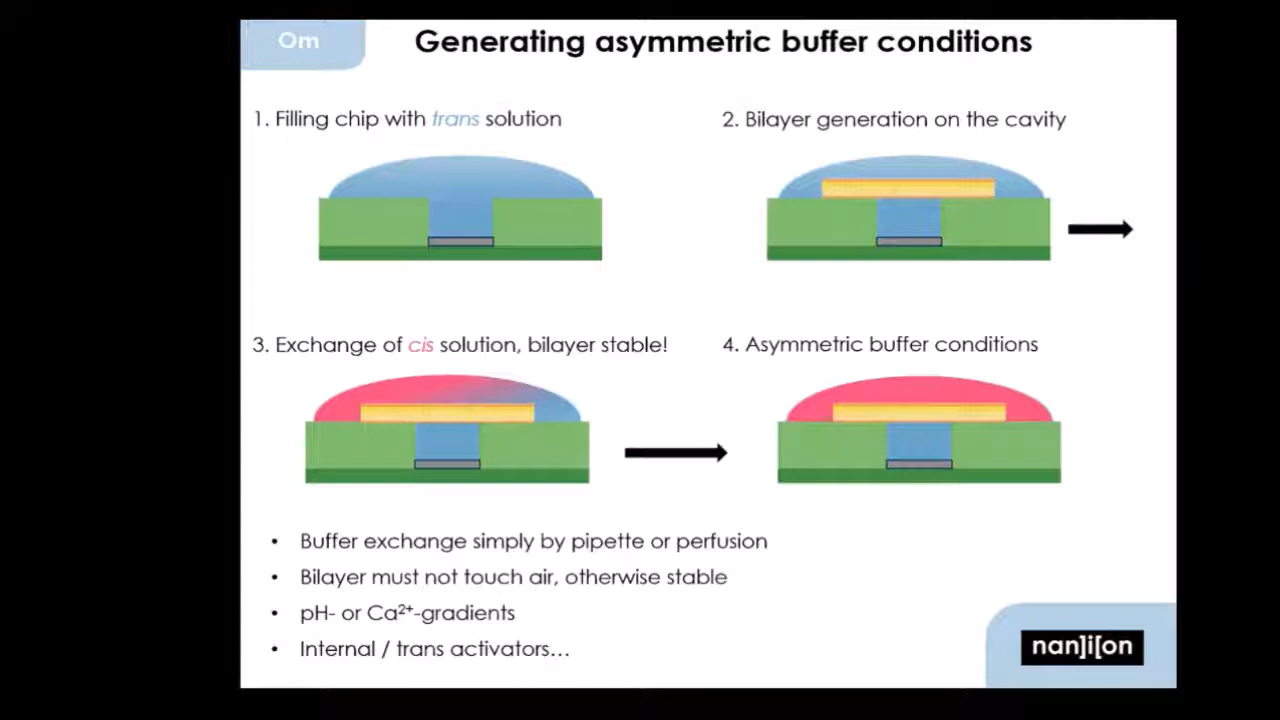 Om
Generating asymmetric buffer conditions
1. Filling chip with trans solution
2. Bilayer generation on the cavity
3. Exchange of cis solution, bilayer stable!
4. Asymmetric buffer conditions
• Buffer exchange simply by pipette or perfusion
• Bilayer must not touch air, otherwise stable
• pH- or Ca²⁺-gradients
• Internal / trans activators...
nan]i[on